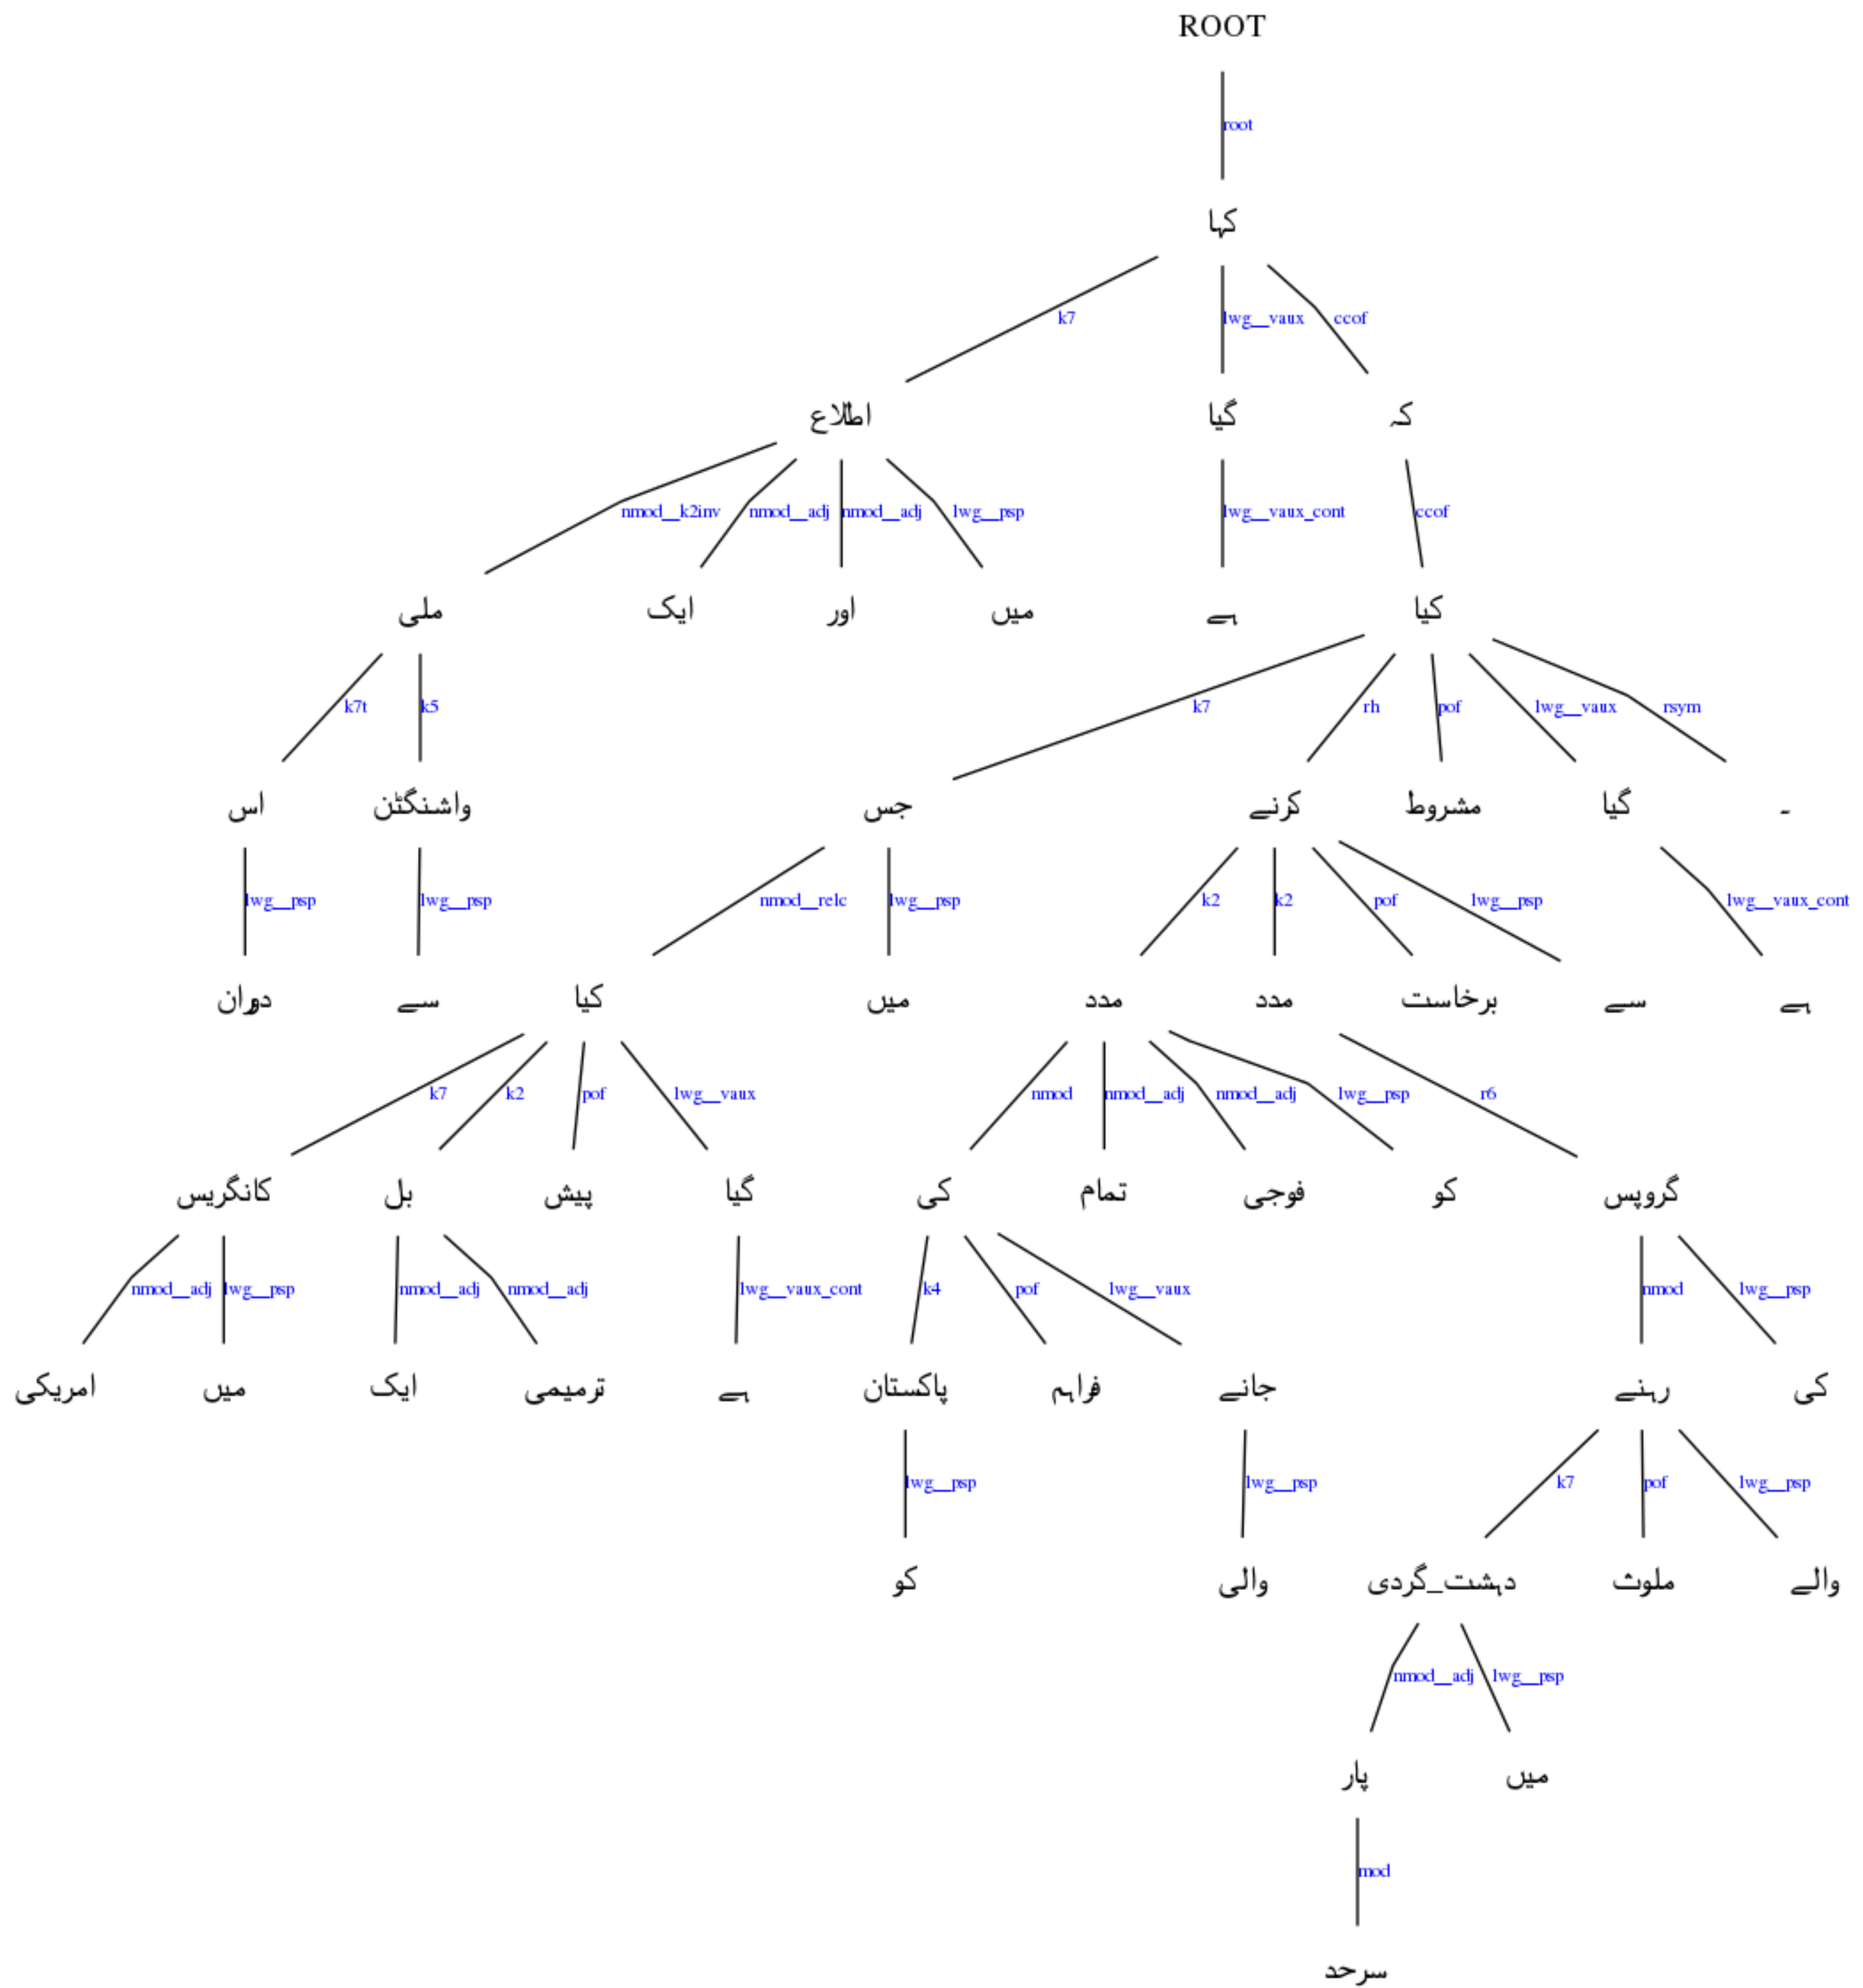 ROOT
root
کہا
k7 lwg__vaux ccof
اطلاع گیا کہ
nmod__k2inv nmod__adj nmod__adj lwg__psp lwg__vaux_cont ccof
ملی ایک اور میں ہے کیا
k7t k5 k7 rh pof lwg__vaux rsym
اس واشنگٹن جس کرنے مشروط گیا ۔
lwg__psp lwg__psp nmod__relc lwg__psp k2 k2 pof lwg__psp lwg__vaux_cont
دوران سے کیا میں مدد مدد برخاست سے ہے
k7 k2 pof lwg__vaux nmod nmod__adj nmod__adj lwg__psp r6
کانگریس بل پیش گیا کی تمام فوجی کو گروپس
nmod__adj lwg__psp nmod__adj nmod__adj lwg__vaux_cont k4 pof lwg__vaux nmod lwg__psp
امریکی میں ایک ترمیمی ہے پاکستان فراہم جانے رہنے کی
lwg__psp lwg__psp k7 pof lwg__psp
کو والی دہشت_گردی ملوث والے
nmod__adj lwg__psp
پار میں
mod
سرحد